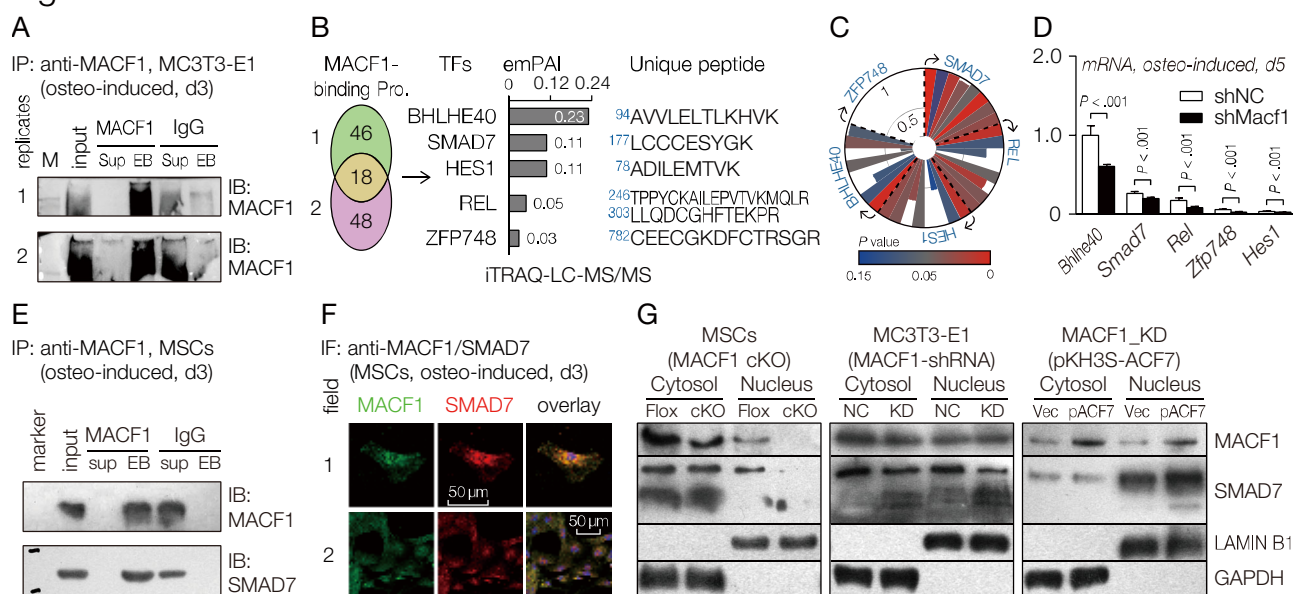 A
IP: anti-MACF1, MC3T3-E1
(osteo-induced, d3)
replicates
M
input
MACF1
IgG
Sup EB Sup EB
1
IB:
MACF1
2
IB:
MACF1
B
MACF1-
binding Pro.
TFs
emPAI
Unique peptide
0 0.12 0.24
1
46
18
2
48
BHLHE40 0.23 94AVVLELTLKHVK
SMAD7 0.11 177LCCCESYGK
HES1 0.11 78ADILEMTVK
REL 0.05 246TPPYCKAILEPVTVKMQLR
303LLQDCGHFTEKPR
ZFP748 0.03 782CEECGKDFCTRSGR
iTRAQ-LC-MS/MS
C
ZFP748
SMAD7
REL
HES1
BHLHE40
1
0.5
P value
0.15 0.05 0
D
2.0
1.0
0
mRNA, osteo-induced, d5
shNC
shMacf1
P < .001
P < .001
P < .001
P < .001
P < .001
Bhlhe40
Smad7
Rel
Zfp748
Hes1
E
IP: anti-MACF1, MSCs
(osteo-induced, d3)
marker
input
MACF1
IgG
sup EB sup EB
IB:
MACF1
IB:
SMAD7
F
IF: anti-MACF1/SMAD7
(MSCs, osteo-induced, d3)
field
MACF1 SMAD7 overlay
1
50 µm
2
50 µm
G
MSCs
(MACF1 cKO)
Cytosol Nucleus
Flox cKO Flox cKO
MC3T3-E1
(MACF1-shRNA)
Cytosol Nucleus
NC KD NC KD
MACF1_KD
(pKH3S-ACF7)
Cytosol Nucleus
Vec pACF7 Vec pACF7
MACF1
SMAD7
LAMIN B1
GAPDH